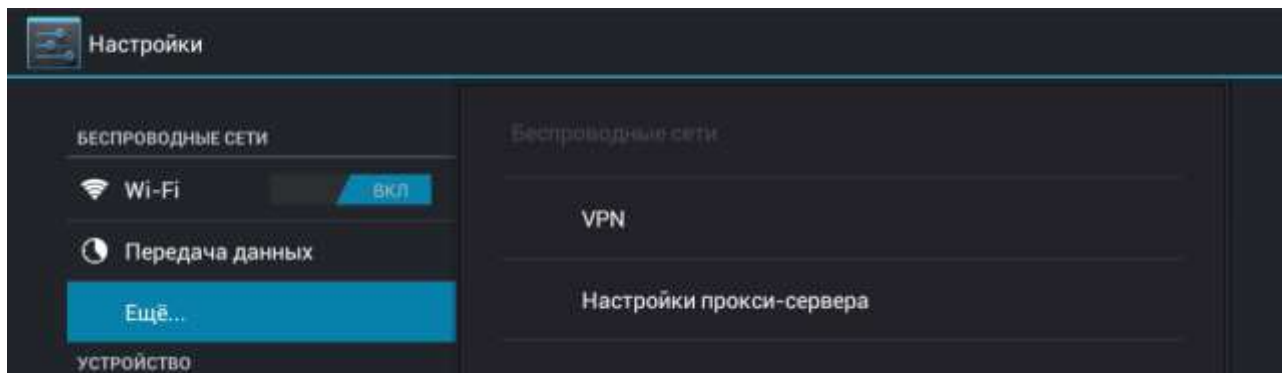 Настройки
БЕСПРОВОДНЫЕ СЕТИ
Wi-Fi
ВКЛ
Передача данных
Ещё...
УСТРОЙСТВО
Беспроводные сети
VPN
Настройки прокси-сервера